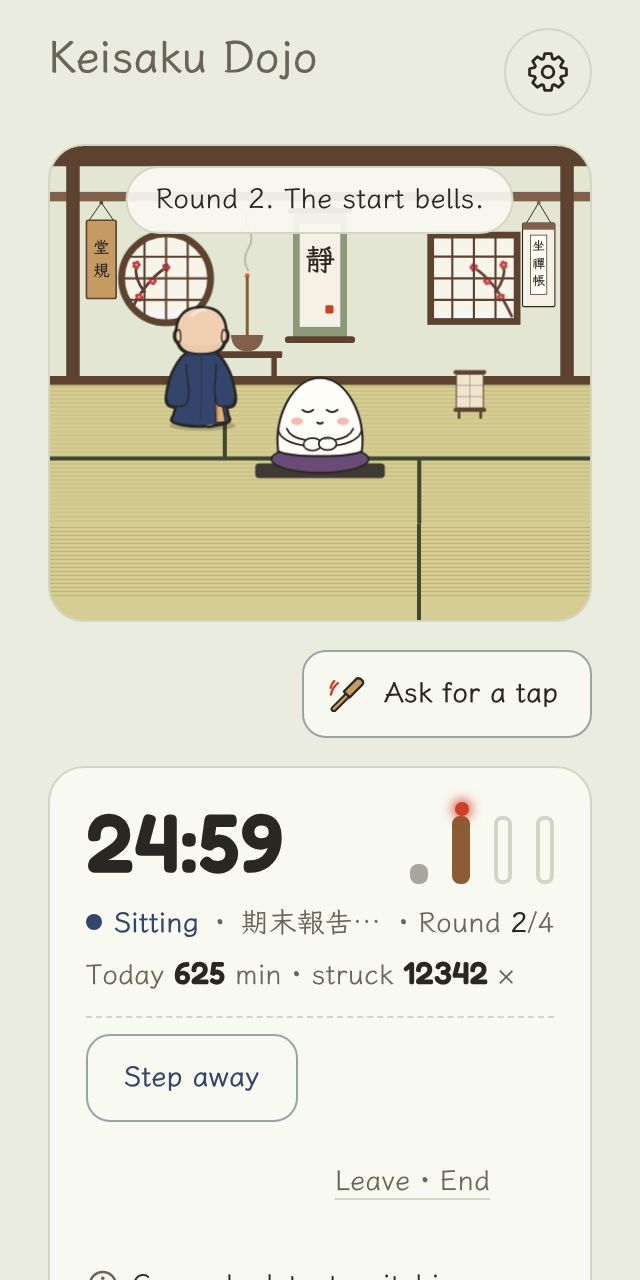 Keisaku Dojo
Round 2. The start bells.
堂規
靜
坐禪帳
Ask for a tap
24:59
Sitting • 期末報告… • Round 2/4
Today 625 min • struck 12342 ×
Step away
Leave • End